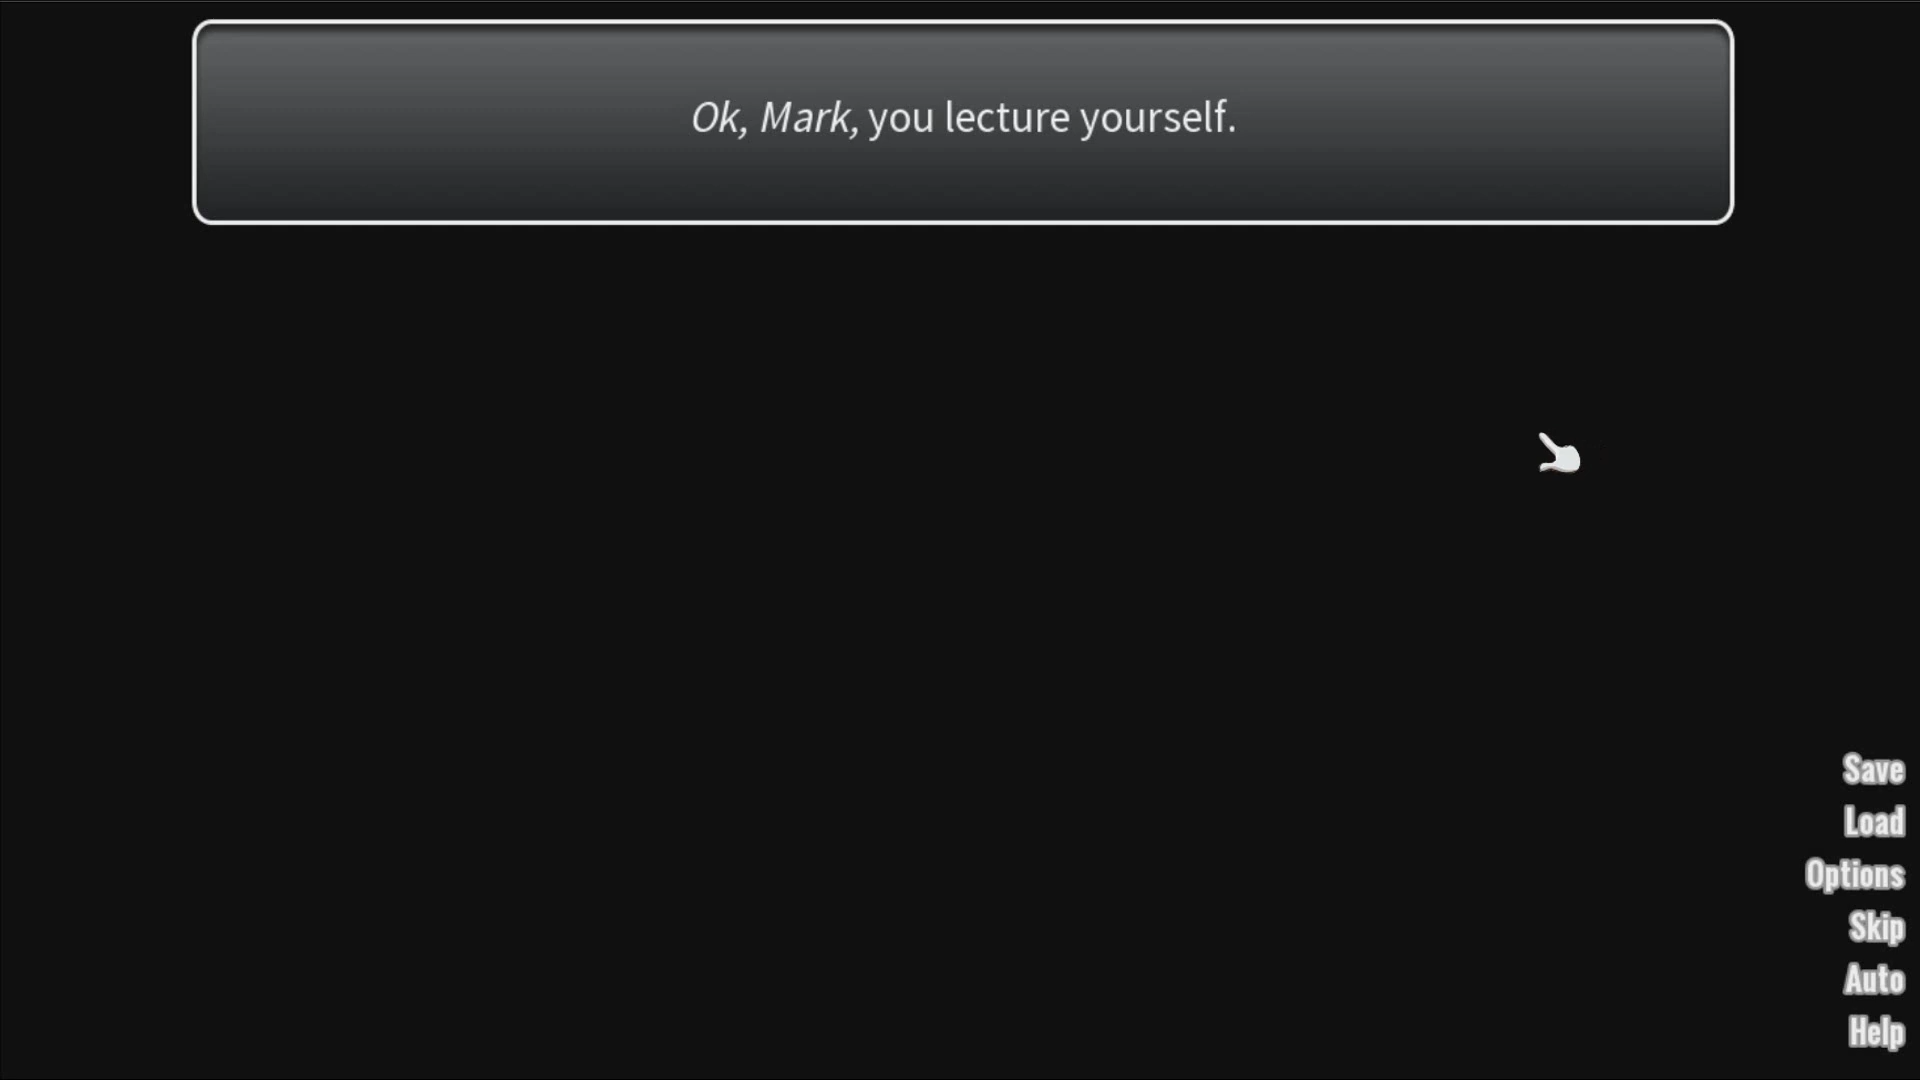 Ok, Mark, you lecture yourself.
Save
Load
Options
Skip
Auto
Help